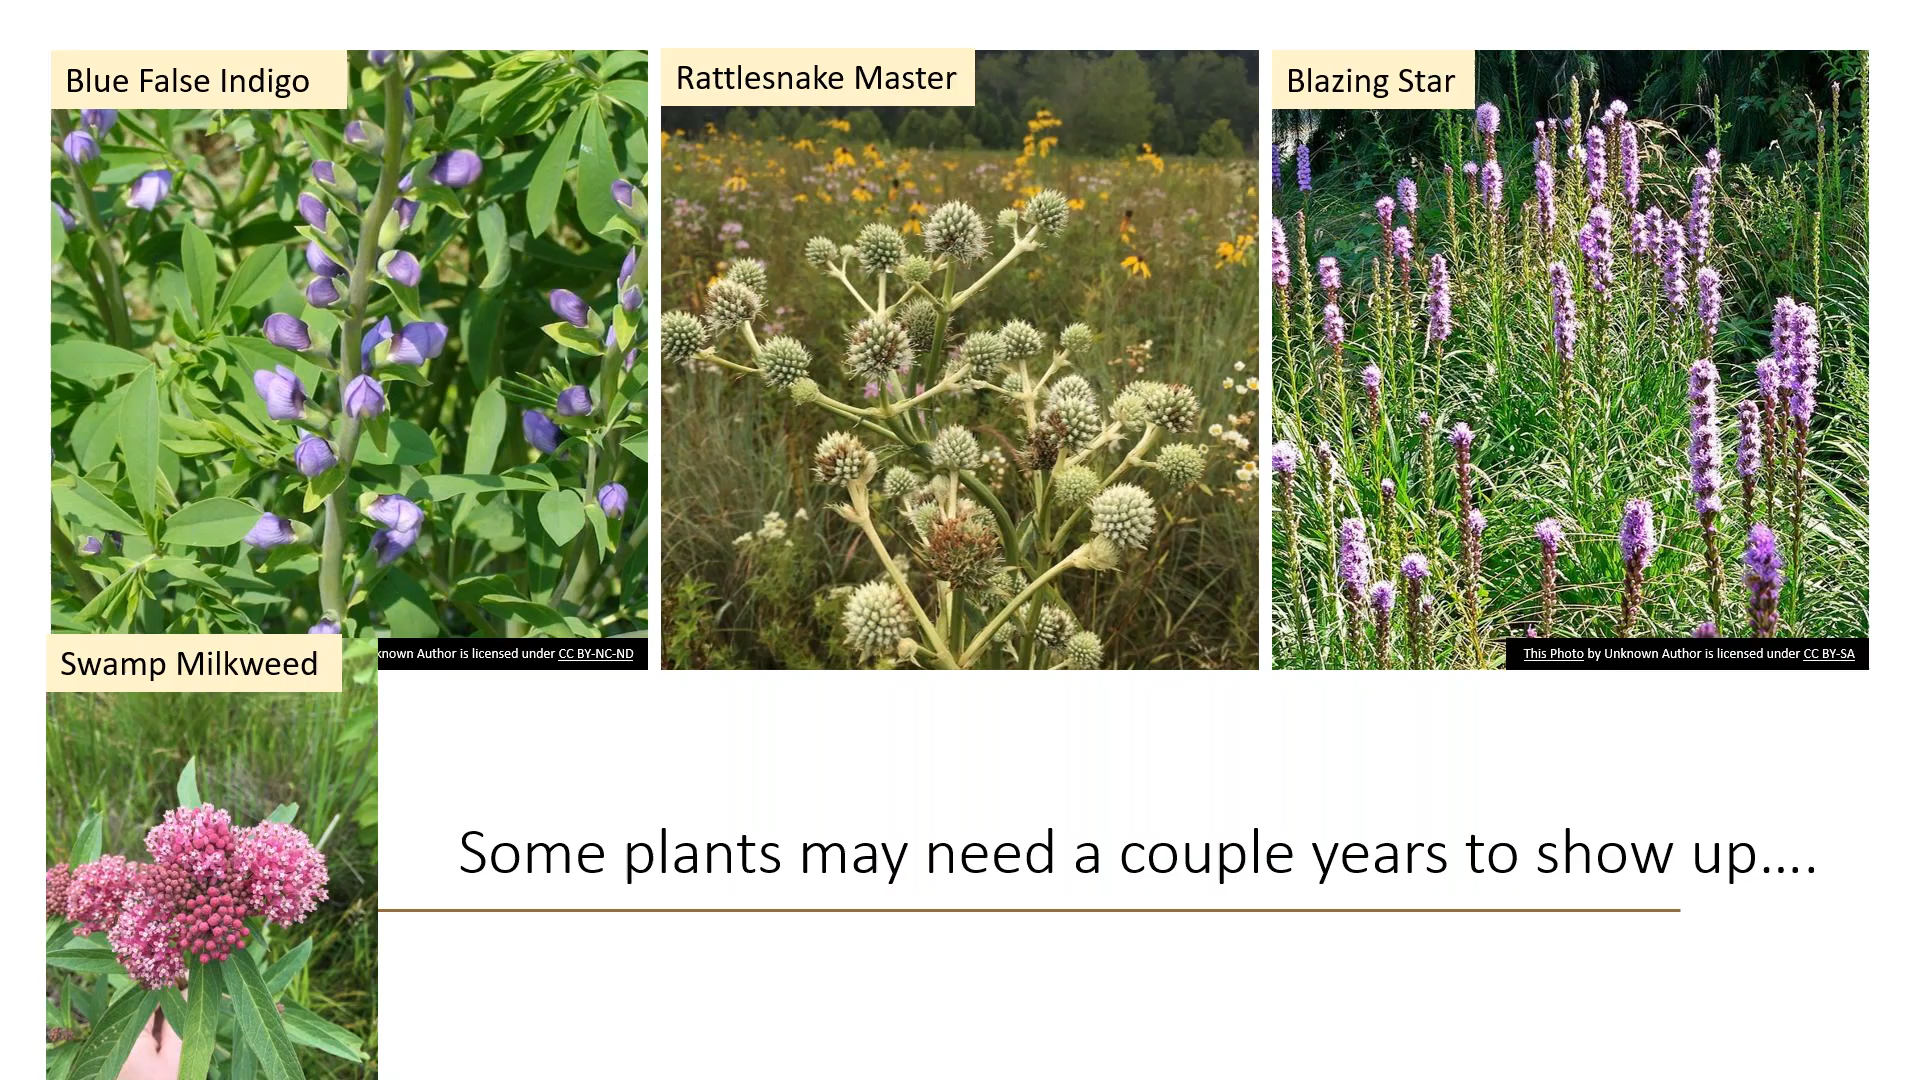 Blue False Indigo
Rattlesnake Master
Blazing Star
Author is licensed under CC BY-NC-ND
This Photo by Unknown Author is licensed under CC BY-SA
Swamp Milkweed
Some plants may need a couple years to show up....